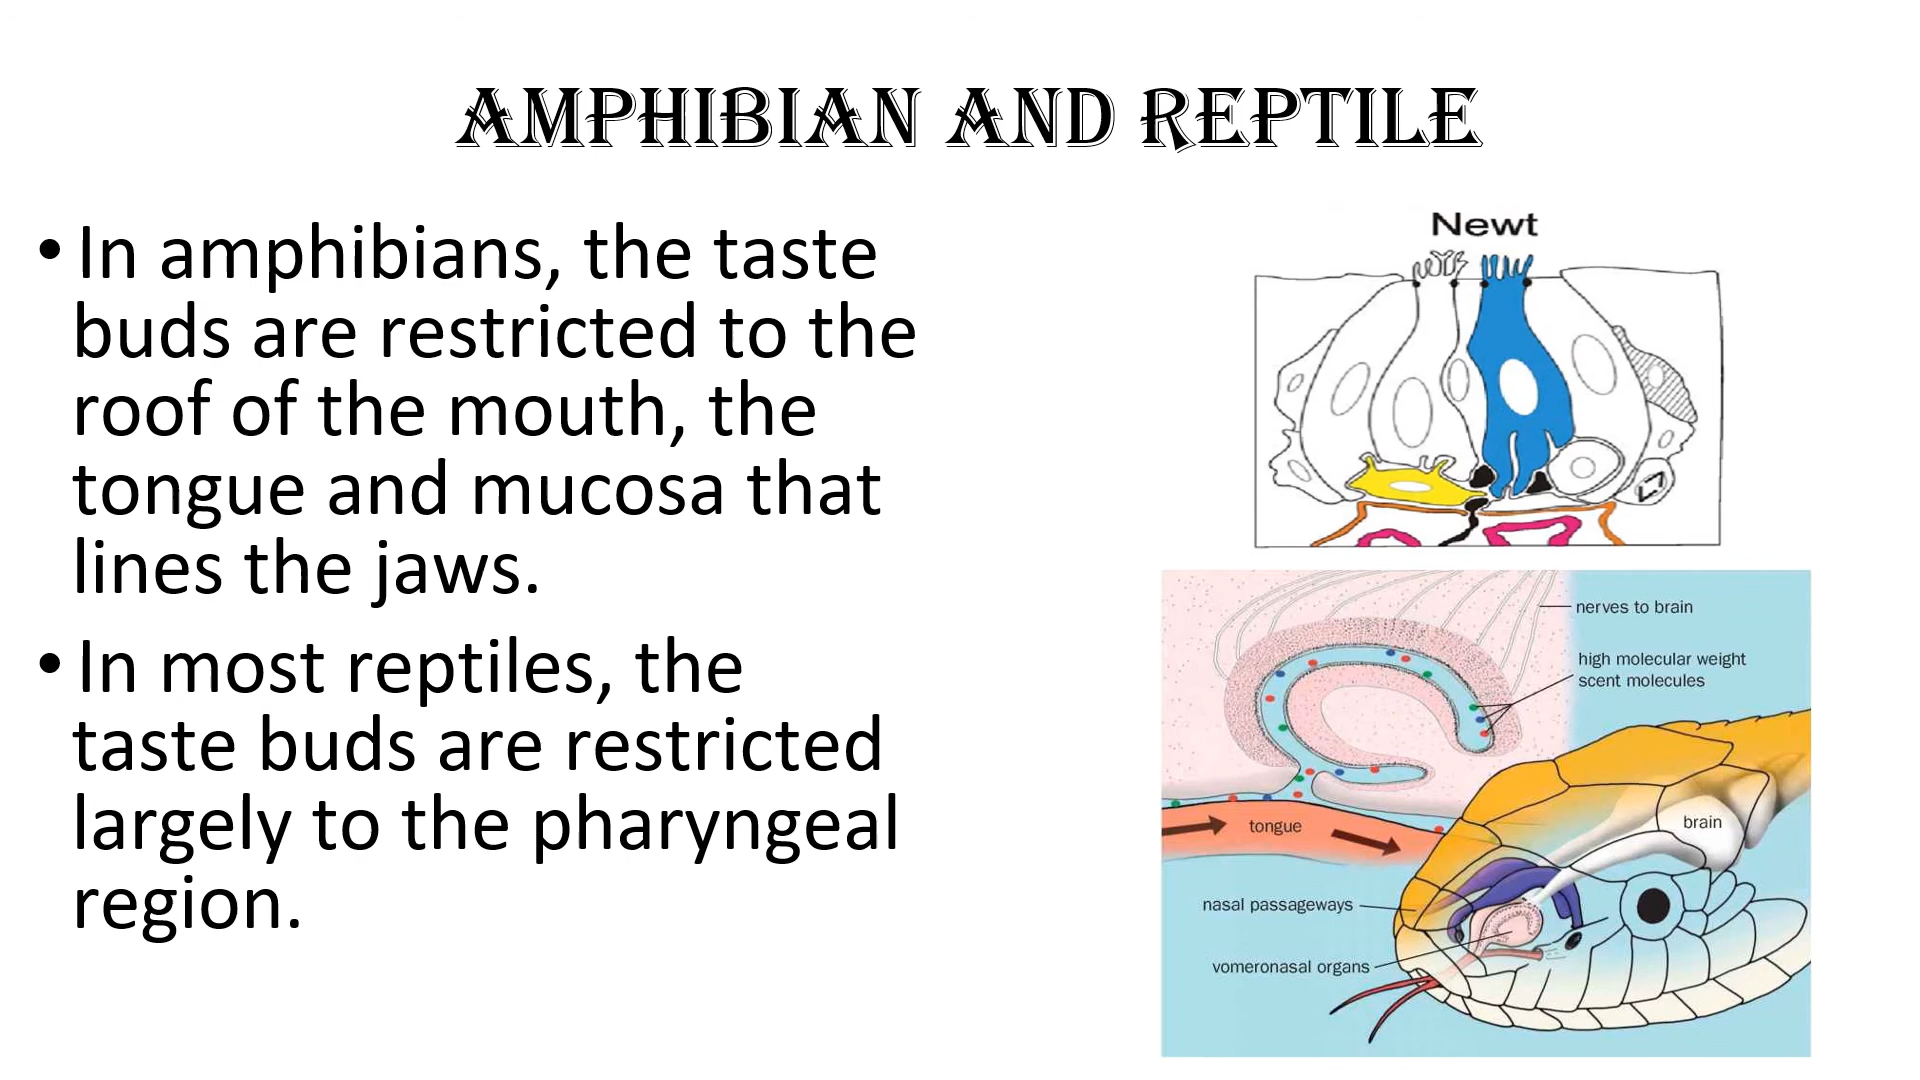 AMPHIBIAN AND REPTILE
• In amphibians, the taste
buds are restricted to the
roof of the mouth, the
tongue and mucosa that
lines the jaws.
• In most reptiles, the
taste buds are restricted
largely to the pharyngeal
region.
Newt
nerves to brain
high molecular weight
scent molecules
tongue
brain
nasal passageways
vomeronasal organs